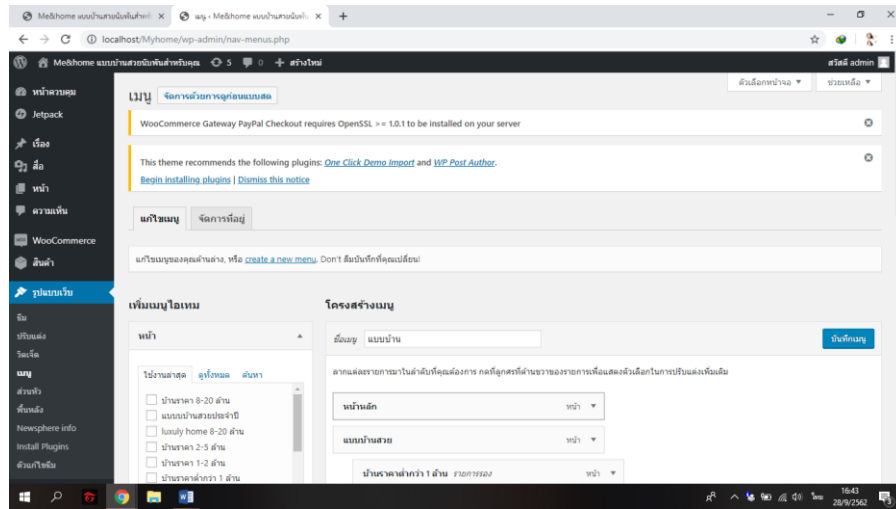 Me&home แบบบ้านสวยนับพันสำหรั
เมนู ‹ Me&home แบบบ้านสวยนับพัน
localhost/Myhome/wp-admin/nav-menus.php
Me&home แบบบ้านสวยนับพันสำหรับคุณ 5 0 + สร้างใหม่
สวัสดี admin
ตัวเลือกหน้าจอ ช่วยเหลือ
หน้าควบคุม
Jetpack
เรื่อง
สื่อ
หน้า
ความเห็น
WooCommerce
สินค้า
รูปแบบเว็บ
ธีม
ปรับแต่ง
วิดเจ็ต
เมนู
ส่วนหัว
พื้นหลัง
Newsphere info
Install Plugins
ตัวแก้ไขธีม
เมนู จัดการด้วยการดูก่อนแบบสด
WooCommerce Gateway PayPal Checkout requires OpenSSL >= 1.0.1 to be installed on your server
This theme recommends the following plugins: One Click Demo Import and WP Post Author.
Begin installing plugins | Dismiss this notice
แก้ไขเมนู จัดการที่อยู่
แก้ไขเมนูของคุณด้านล่าง, หรือ create a new menu. Don't ลืมบันทึกที่คุณเปลี่ยน!
เพิ่มเมนูไอเทม
หน้า
ใช้งานล่าสุด ดูทั้งหมด ค้นหา
บ้านราคา 8-20 ล้าน
แบบบ้านสวยประจำปี
luxuly home 8-20 ล้าน
บ้านราคา 2-5 ล้าน
บ้านราคา 1-2 ล้าน
บ้านราคาต่ำกว่า 1 ล้าน
โครงสร้างเมนู
ชื่อเมนู แบบบ้าน บันทึกเมนู
ลากแต่ละรายการมาในลำดับที่คุณต้องการ กดที่ลูกศรที่ด้านขวาของรายการเพื่อแสดงตัวเลือกในการปรับแต่งเพิ่มเติม
หน้าหลัก หน้า
แบบบ้านสวย หน้า
บ้านราคาต่ำกว่า 1 ล้าน รายการรอง หน้า
ไทย
16:43
28/9/2562